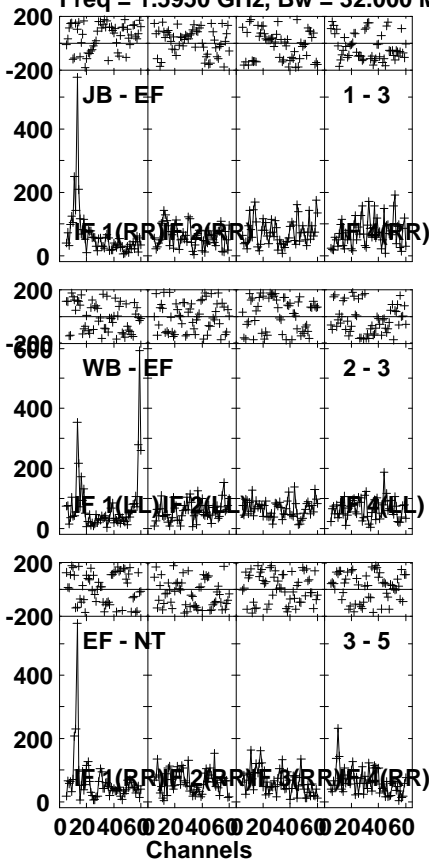 Freq = 1.5950 GHz, Bw = 32.000 M
200
-200
JB - EF 1 - 3
400
200
IF 1(RR) IF 2(RR) IF 4(RR)
0
200
-200
600
WB - EF 2 - 3
400
200
IF 1(LL) IF 2(LL) IF 4(LL)
0
200
-200
EF - NT 3 - 5
400
200
IF 1(RR) IF 2(RR) IF 3(RR) IF 4(RR)
0
0 20 40 60 0 20 40 60 0 20 40 60 0 20 40 60
Channels